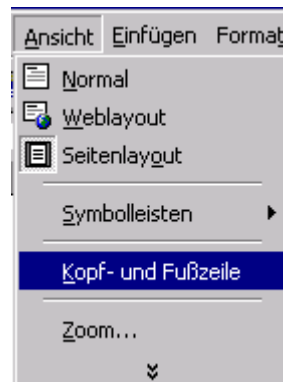 Ansicht Einfügen Format
Normal
Weblayout
Seitenlayout
Symbolleisten
Kopf- und Fußzeile
Zoom...